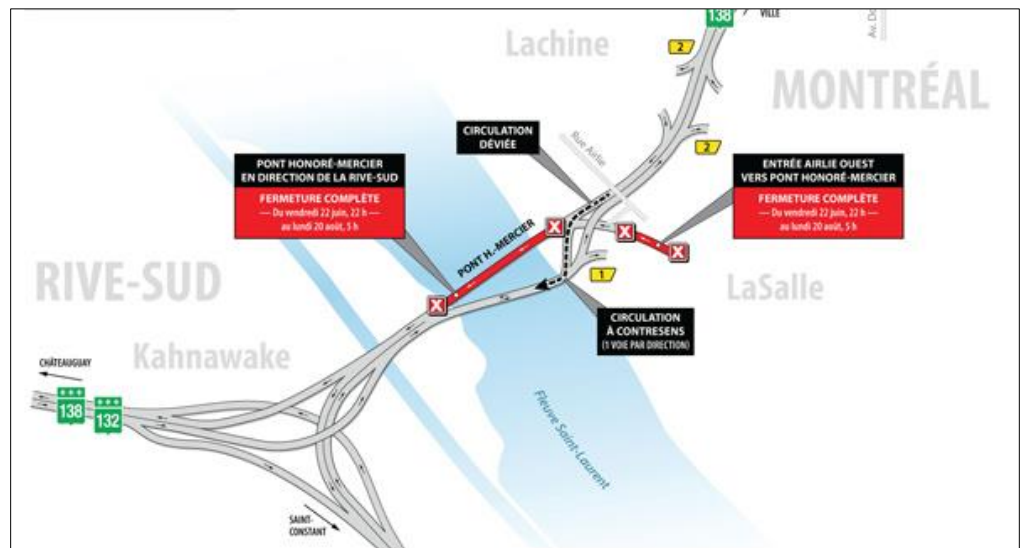 138
VILLE
Av. Do
Lachine
2
MONTRÉAL
CIRCULATION
DÉVIÉE
Rue Airlie
2
PONT HONORÉ-MERCIER
EN DIRECTION DE LA RIVE-SUD
FERMETURE COMPLÈTE
— Du vendredi 22 juin, 22 h —
au lundi 20 août, 5 h
ENTRÉE AIRLIE OUEST
VERS PONT HONORÉ-MERCIER
FERMETURE COMPLÈTE
— Du vendredi 22 juin, 22 h —
au lundi 20 août, 5 h
X
X
X
PONT H.-MERCIER
RIVE-SUD
1
LaSalle
X
CIRCULATION
À CONTRESENS
(1 VOIE PAR DIRECTION)
Kahnawake
CHÂTEAUGUAY
138
132
Fleuve Saint-Laurent
SAINT-
CONSTANT